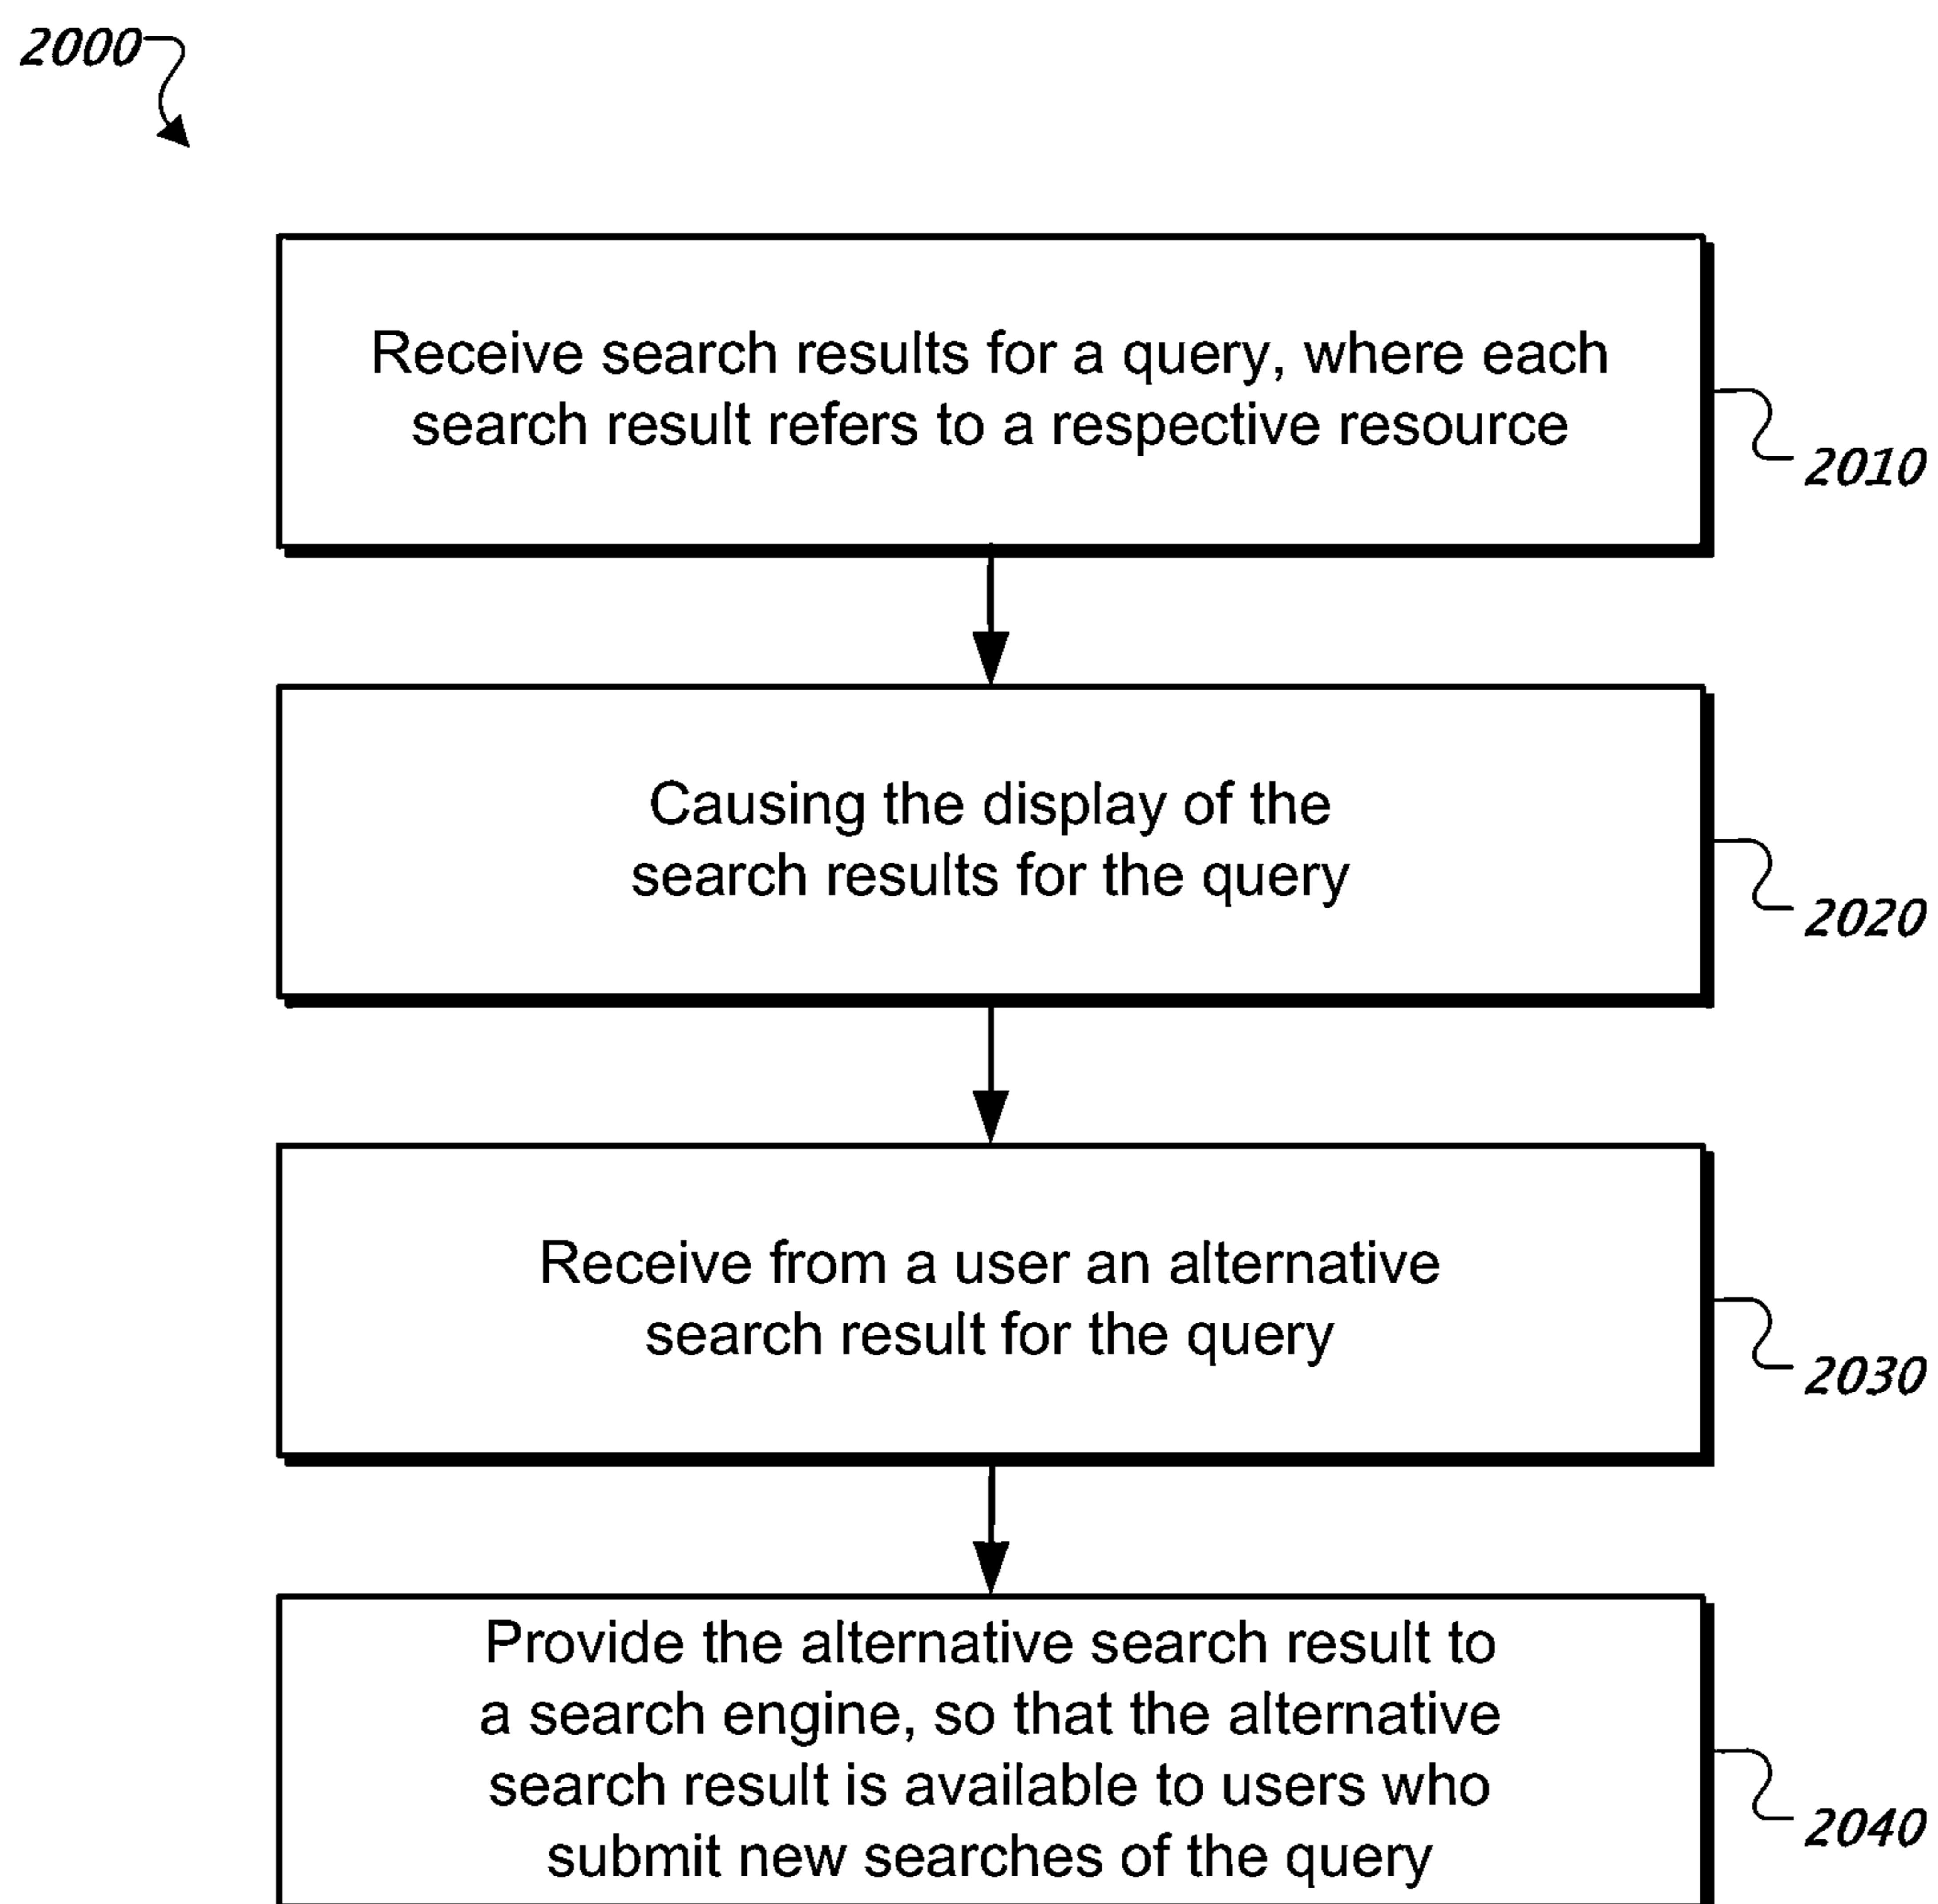 2000
Receive search results for a query, where each
search result refers to a respective resource
2010
Causing the display of the
search results for the query
2020
Receive from a user an alternative
search result for the query
2030
Provide the alternative search result to
a search engine, so that the alternative
search result is available to users who
submit new searches of the query
2040